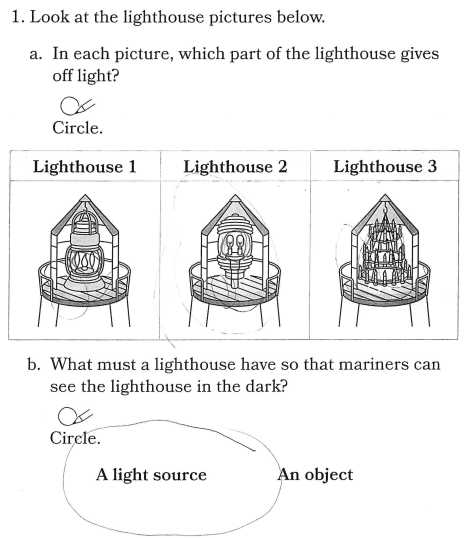 1. Look at the lighthouse pictures below.
a. In each picture, which part of the lighthouse gives
off light?
Circle.
Lighthouse 1 Lighthouse 2 Lighthouse 3
b. What must a lighthouse have so that mariners can
see the lighthouse in the dark?
Circle.
A light source An object